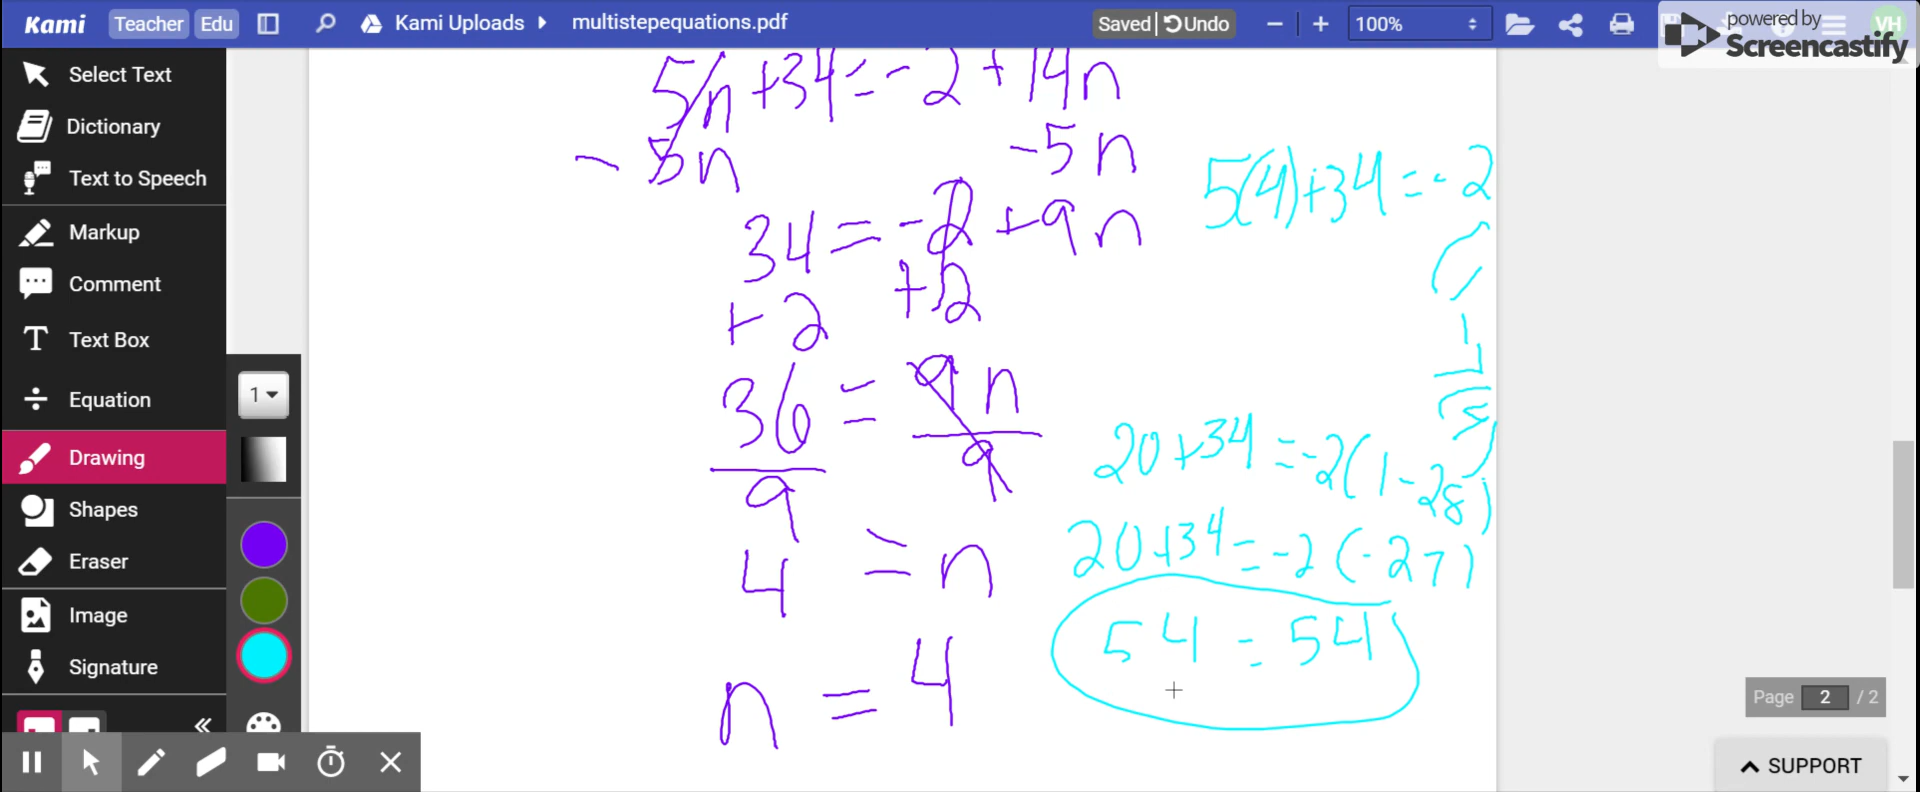 Kami Teacher Edu Kami Uploads multistepequations.pdf Saved Undo 100% VH
powered by
Screencastify
Select Text
Dictionary
Text to Speech
Markup
Comment
Text Box
Equation
Drawing
Shapes
Eraser
Image
Signature
1
5n +34 = -2 +14n
- 5n -5n
34 = -2 +9n
+2 +2
36 = 9n
9 9
4 = n
n = 4
5(4)+34 = -2
20+34 = -2(1-28)
20+34 = -2(-27)
54 = 54
Page 2 / 2
SUPPORT